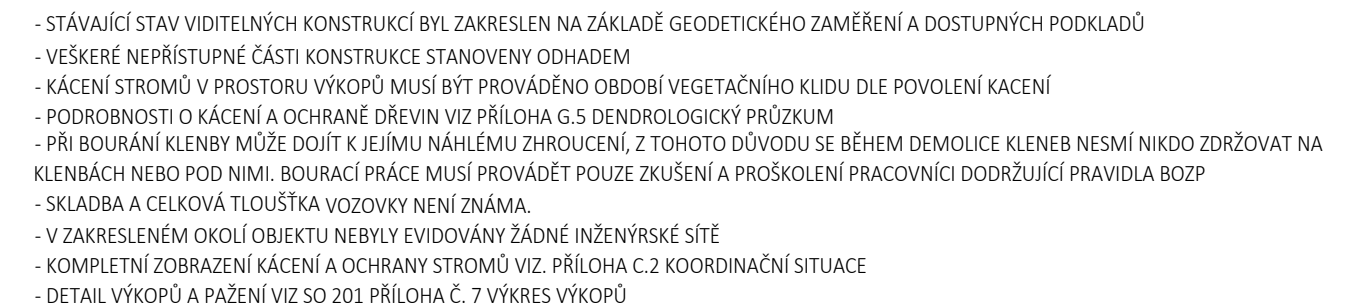 - STÁVAJÍCÍ STAV VIDITELNÝCH KONSTRUKCÍ BYL ZAKRESLEN NA ZÁKLADĚ GEODETICKÉHO ZAMĚŘENÍ A DOSTUPNÝCH PODKLADŮ
- VEŠKERÉ NEPŘÍSTUPNÉ ČÁSTI KONSTRUKCE STANOVENY ODHADEM
- KÁCENÍ STROMŮ V PROSTORU VÝKOPŮ MUSÍ BÝT PROVÁDĚNO OBDOBÍ VEGETAČNÍHO KLIDU DLE POVOLENÍ KACENÍ
- PODROBNOSTI O KÁCENÍ A OCHRANĚ DŘEVIN VIZ PŘÍLOHA G.5 DENDROLOGICKÝ PRŮZKUM
- PŘI BOURÁNÍ KLENBY MŮŽE DOJÍT K JEJÍMU NÁHLÉMU ZHROUCENÍ, Z TOHOTO DŮVODU SE BĚHEM DEMOLICE KLENEB NESMÍ NIKDO ZDRŽOVAT NA
KLENBÁCH NEBO POD NIMI. BOURACÍ PRÁCE MUSÍ PROVÁDĚT POUZE ZKUŠENÍ A PROŠKOLENÍ PRACOVNÍCI DODRŽUJÍCÍ PRAVIDLA BOZP
- SKLADBA A CELKOVÁ TLOUŠŤKA VOZOVKY NENÍ ZNÁMA.
- V ZAKRESLENÉM OKOLÍ OBJEKTU NEBYLY EVIDOVÁNY ŽÁDNÉ INŽENÝRSKÉ SÍTĚ
- KOMPLETNÍ ZOBRAZENÍ KÁCENÍ A OCHRANY STROMŮ VIZ. PŘÍLOHA C.2 KOORDINAČNÍ SITUACE
- DETAIL VÝKOPŮ A PAŽENÍ VIZ SO 201 PŘÍLOHA Č. 7 VÝKRES VÝKOPŮ